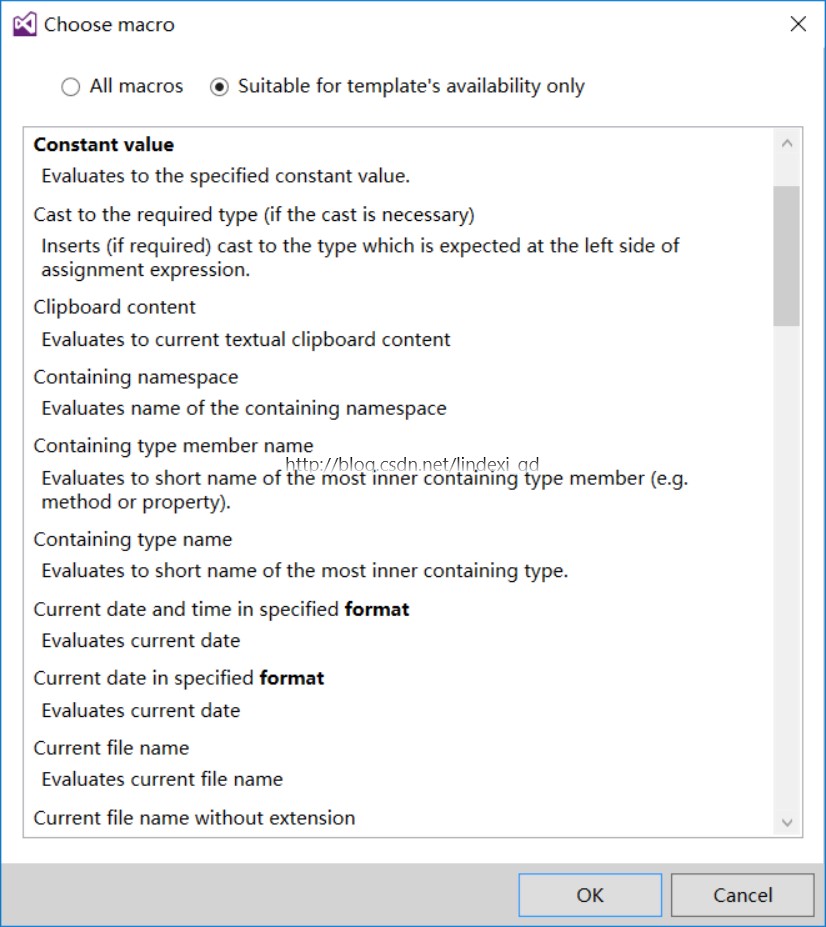 Choose macro
All macros
Suitable for template's availability only
Constant value
Evaluates to the specified constant value.
Cast to the required type (if the cast is necessary)
Inserts (if required) cast to the type which is expected at the left side of
assignment expression.
Clipboard content
Evaluates to current textual clipboard content
Containing namespace
Evaluates name of the containing namespace
Containing type member name
http://blog.csdn.net/lindexi_gd
Evaluates to short name of the most inner containing type member (e.g.
method or property).
Containing type name
Evaluates to short name of the most inner containing type.
Current date and time in specified format
Evaluates current date
Current date in specified format
Evaluates current date
Current file name
Evaluates current file name
Current file name without extension
OK
Cancel